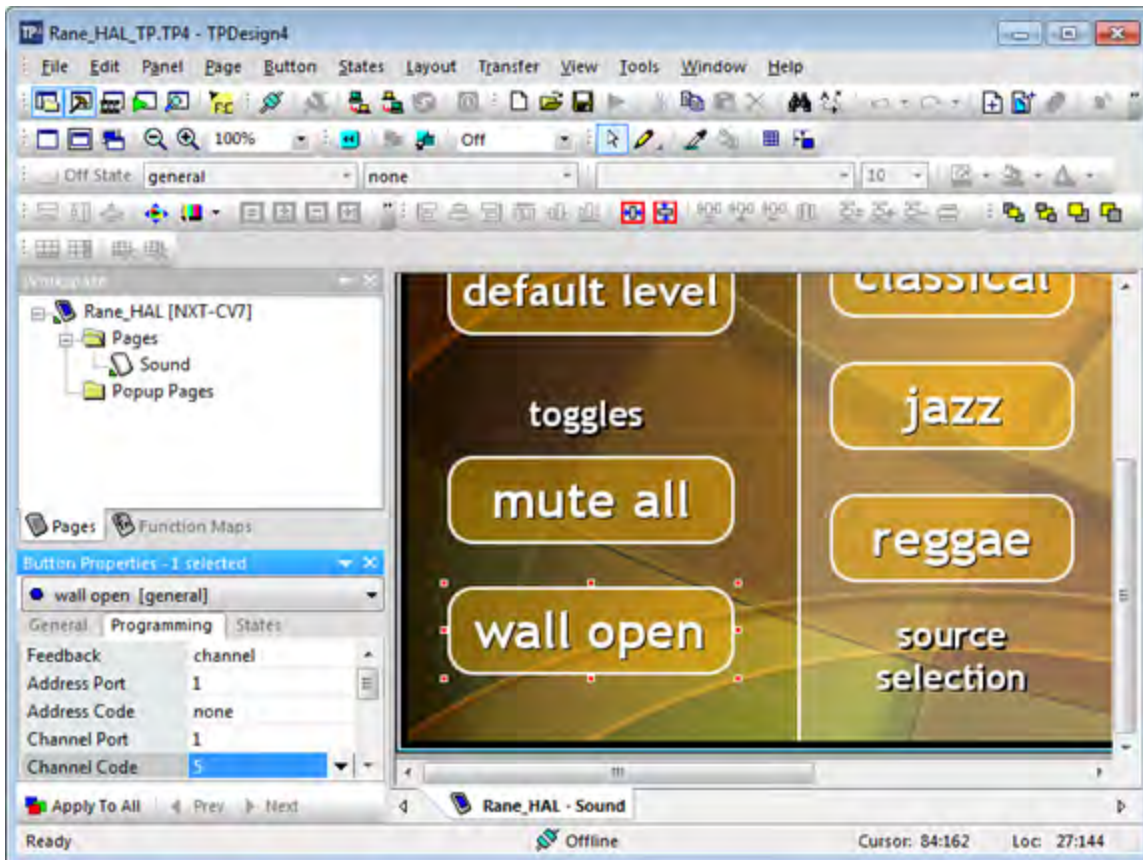 TP4 Rane_HAL_TP.TP4 - TPDesign4
File Edit Panel Page Button States Layout Transfer View Tools Window Help
100% Off
Off State general none 10
Workspace
Rane_HAL [NXT-CV7]
Pages
Sound
Popup Pages
Pages Function Maps
Button Properties - 1 selected
wall open [general]
General Programming States
Feedback channel
Address Port 1
Address Code none
Channel Port 1
Channel Code 5
Apply To All Prev Next
default level
toggles
mute all
wall open
classical
jazz
reggae
source
selection
Rane_HAL - Sound
Ready Offline Cursor: 84:162 Loc: 27:144